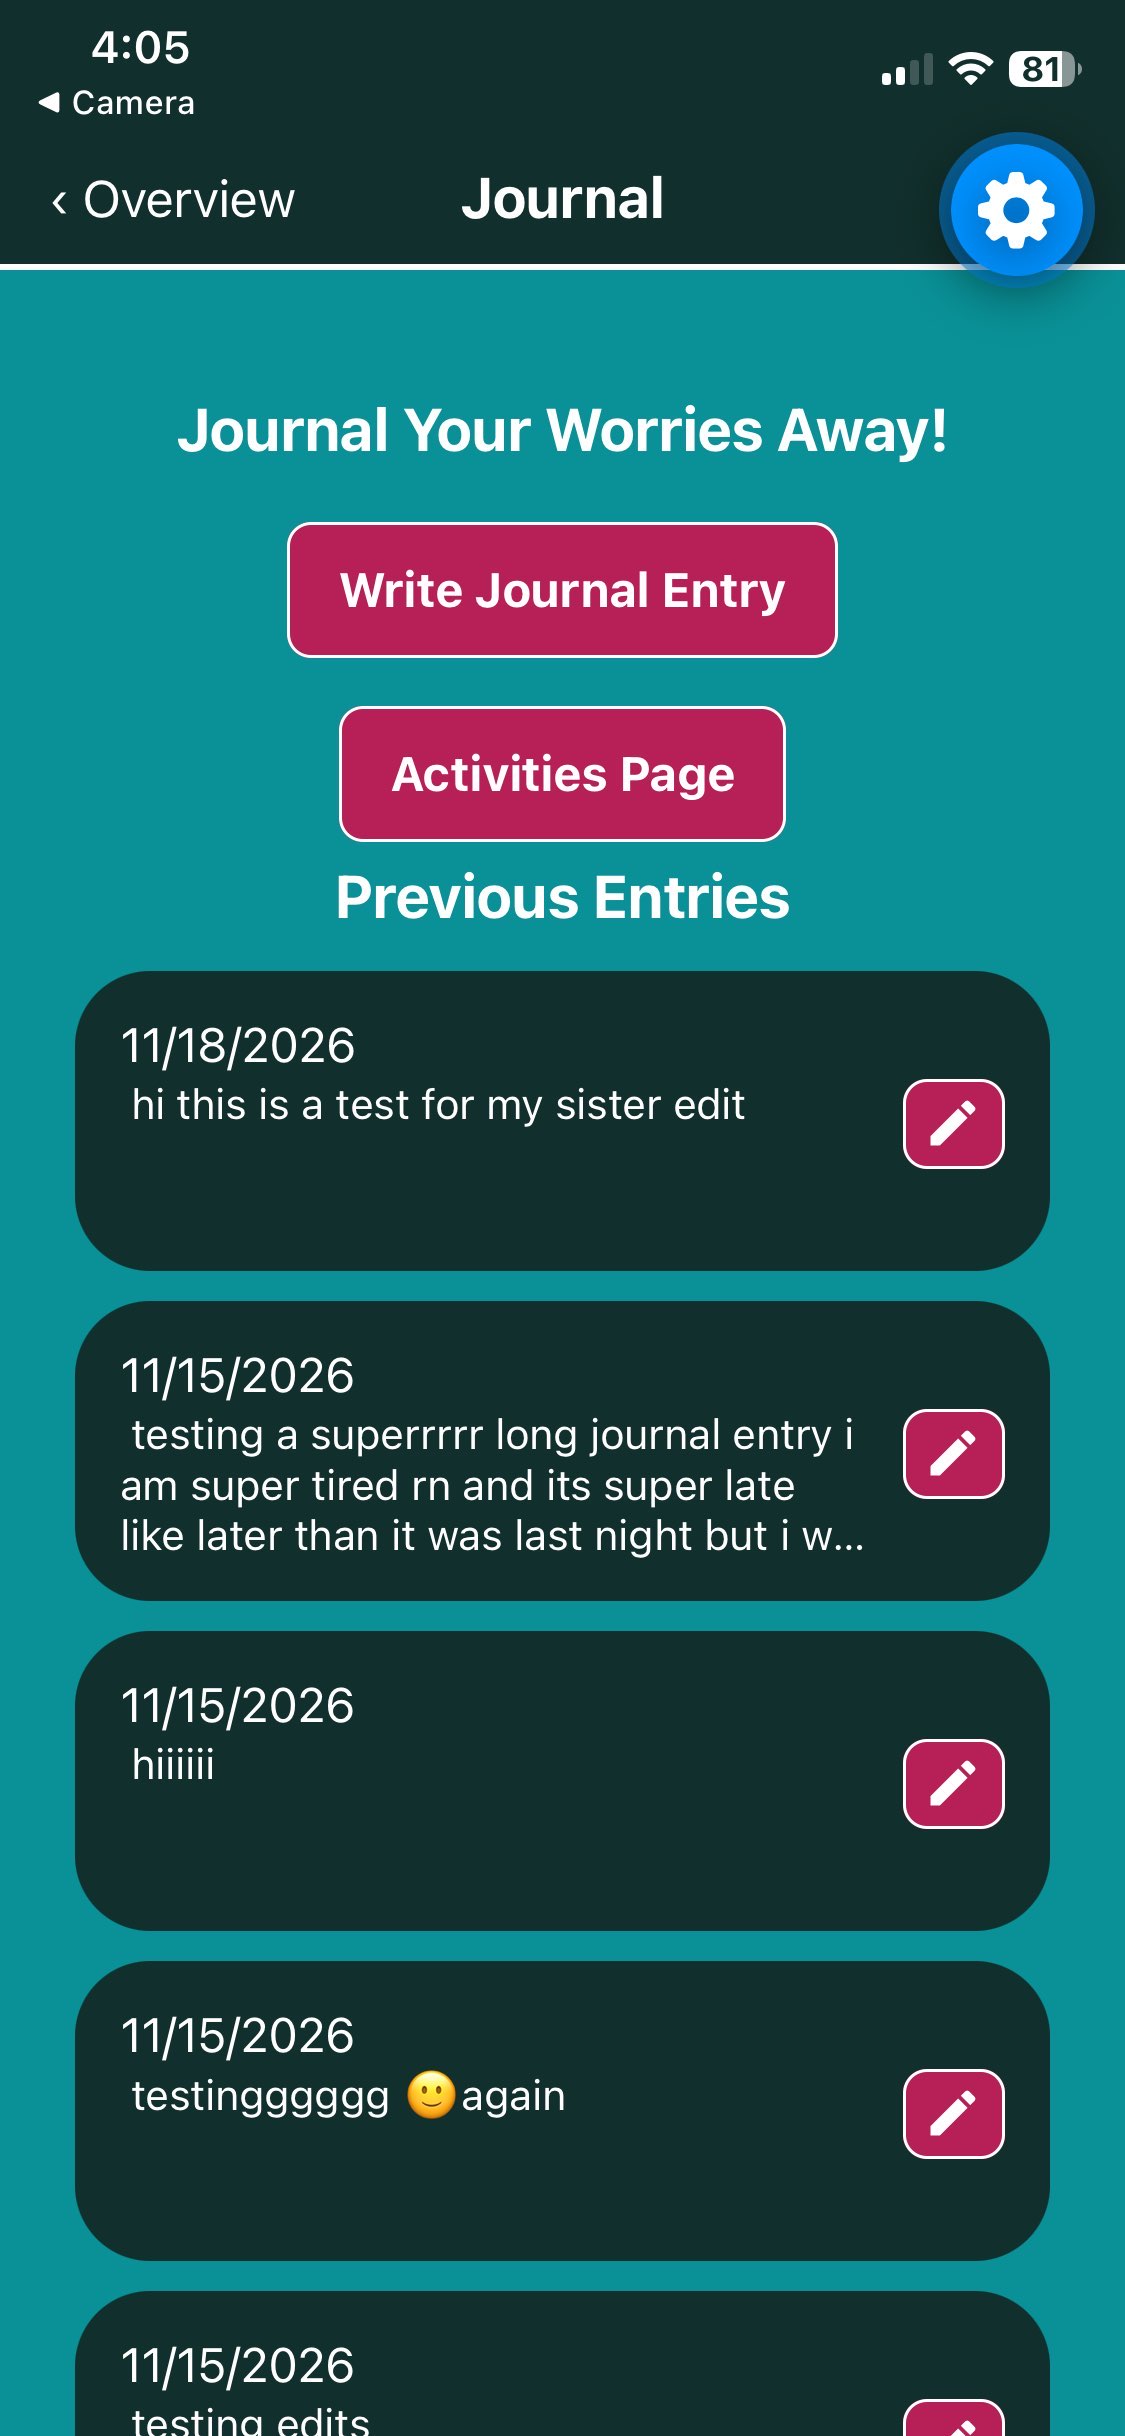 4:05
81
◀ Camera
‹ Overview
Journal
Journal Your Worries Away!
Write Journal Entry
Activities Page
Previous Entries
11/18/2026
hi this is a test for my sister edit
11/15/2026
testing a superrrrr long journal entry i
am super tired rn and its super late
like later than it was last night but i w...
11/15/2026
hiiiiii
11/15/2026
testingggggg 🙂again
11/15/2026
testing edits